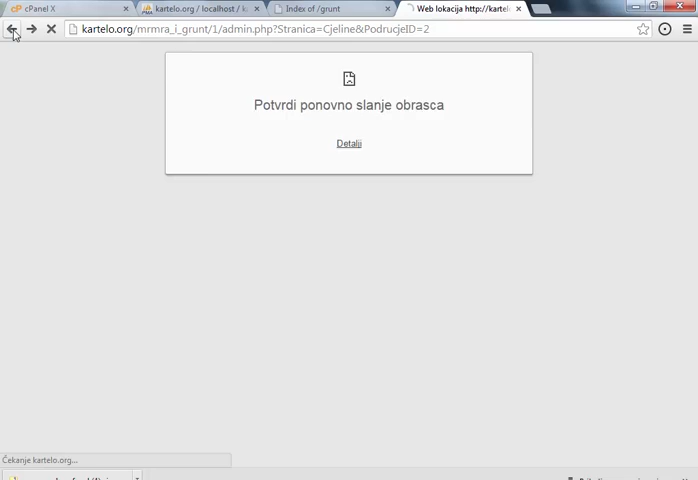 cPanel X
kartelo.org / localhost / k
Index of /grunt
Web lokacija http://kartel
kartelo.org/mrmra_i_grunt/1/admin.php?Stranica=Cjeline&PodrucjeID=2
Potvrdi ponovno slanje obrasca
Detalji
Čekanje kartelo.org...